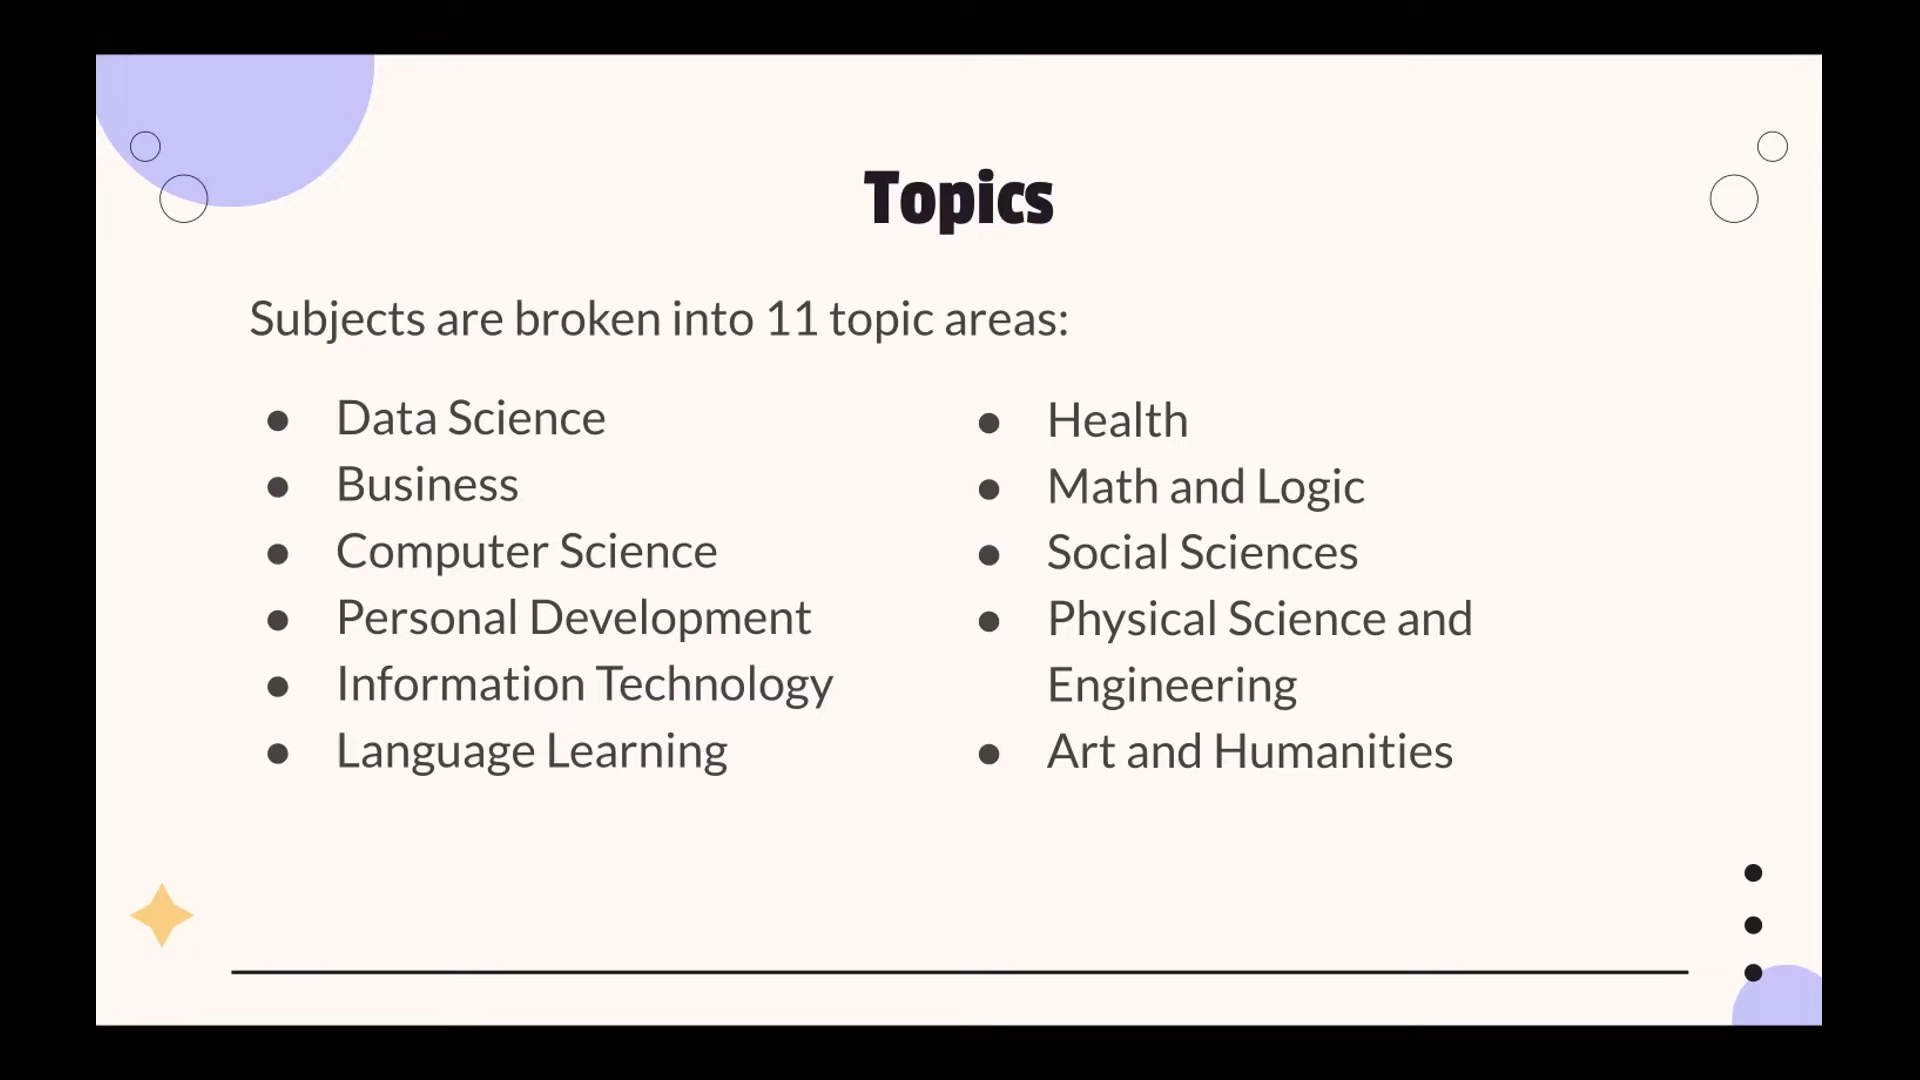 Topics
Subjects are broken into 11 topic areas:
● Data Science
● Business
● Computer Science
● Personal Development
● Information Technology
● Language Learning
● Health
● Math and Logic
● Social Sciences
● Physical Science and
Engineering
● Art and Humanities